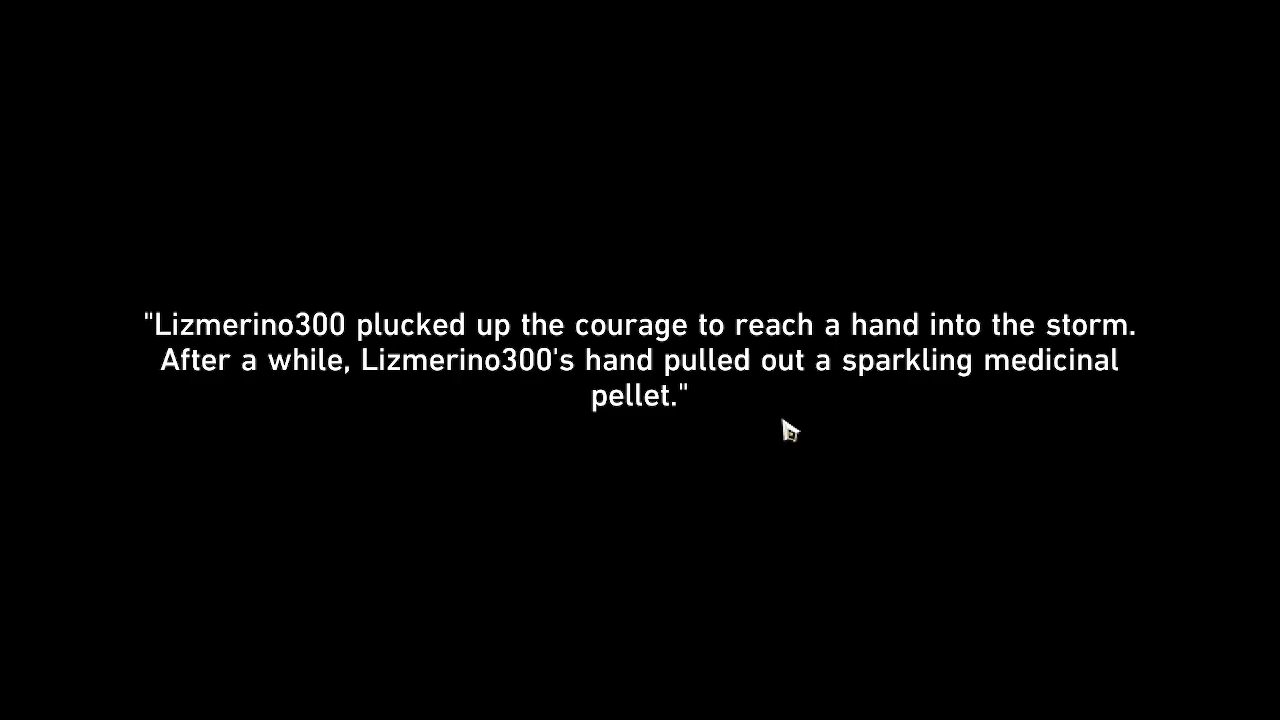 "Lizmerino300 plucked up the courage to reach a hand into the storm.
After a while, Lizmerino300's hand pulled out a sparkling medicinal
pellet."